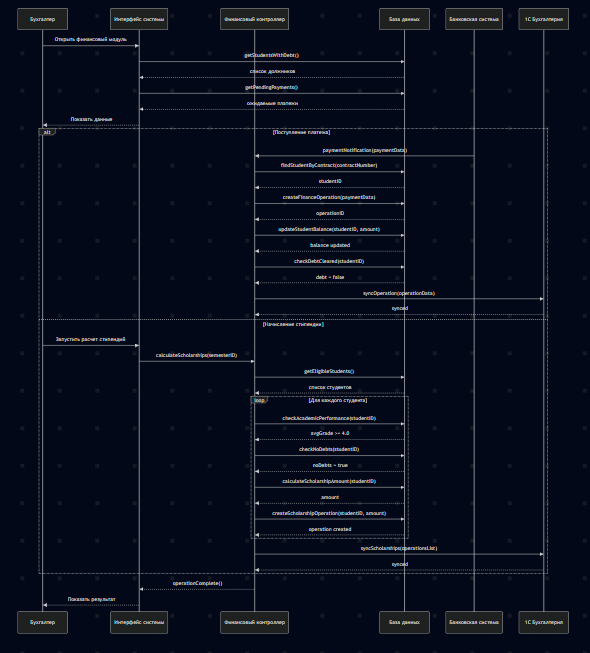 Бухгалтер
Интерфейс системы
Финансовый контроллер
База данных
Банковская система
1С Бухгалтерия
Открыть финансовый модуль
getStudentsWithDebt()
список должников
getPendingPayments()
ожидаемые платежи
Показать данные
alt
[Поступление платежа]
paymentNotification(paymentData)
findStudentByContract(contractNumber)
studentID
createFinanceOperation(paymentData)
operationID
updateStudentBalance(studentID, amount)
balance updated
checkDebtCleared(studentID)
debt = false
syncOperation(operationData)
synced
[Начисление стипендии]
Запустить расчет стипендий
calculateScholarships(semesterID)
getEligibleStudents()
список студентов
loop
[Для каждого студента]
checkAcademicPerformance(studentID)
avgGrade >= 4.0
checkNoDebts(studentID)
noDebts = true
calculateScholarshipAmount(studentID)
amount
createScholarshipOperation(studentID, amount)
operation created
syncScholarships(operationsList)
synced
operationComplete()
Показать результат
Бухгалтер
Интерфейс системы
Финансовый контроллер
База данных
Банковская система
1С Бухгалтерия